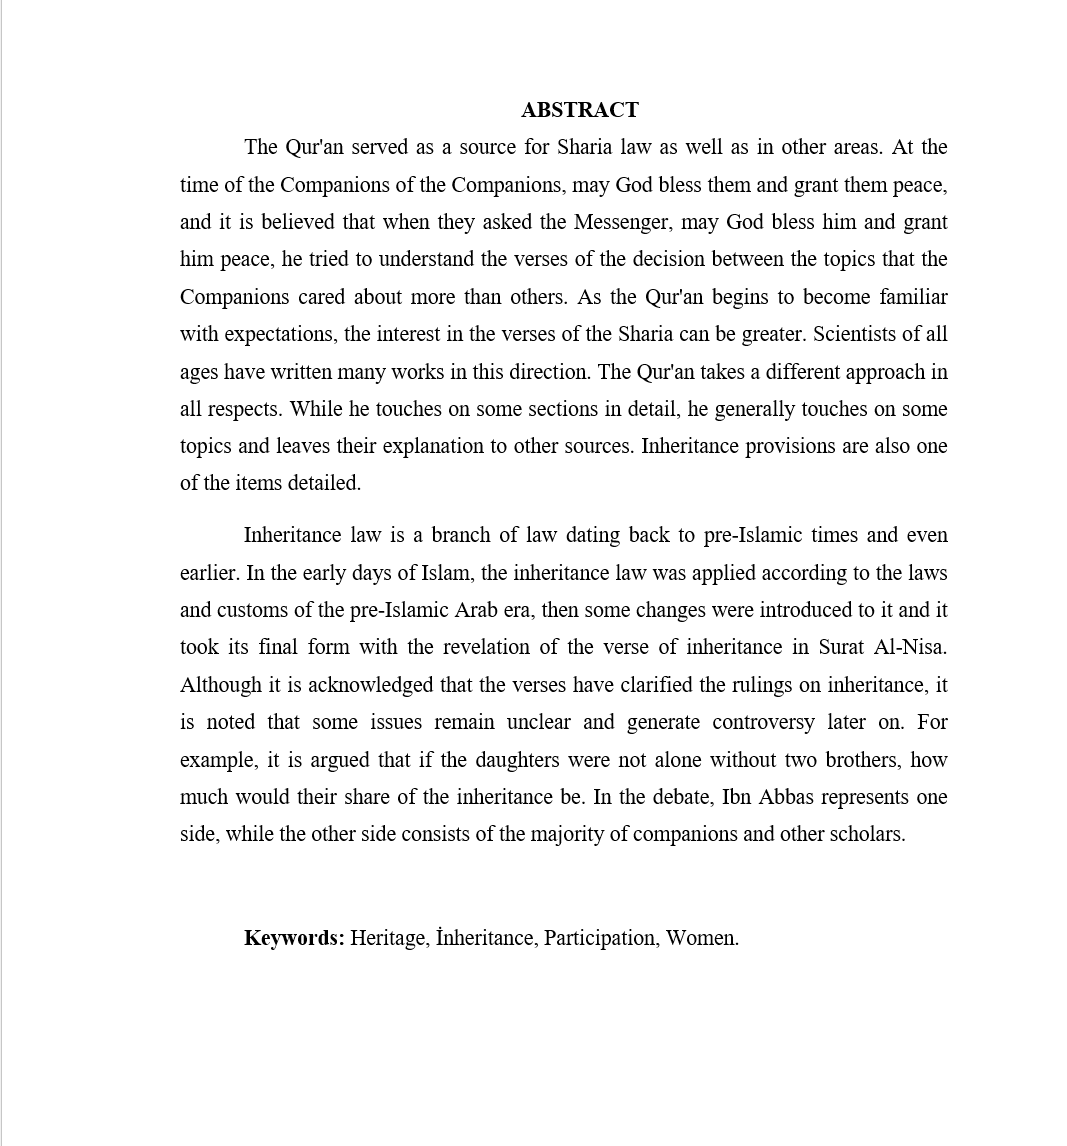 ABSTRACT
The Qur'an served as a source for Sharia law as well as in other areas. At the
time of the Companions of the Companions, may God bless them and grant them peace,
and it is believed that when they asked the Messenger, may God bless him and grant
him peace, he tried to understand the verses of the decision between the topics that the
Companions cared about more than others. As the Qur'an begins to become familiar
with expectations, the interest in the verses of the Sharia can be greater. Scientists of all
ages have written many works in this direction. The Qur'an takes a different approach in
all respects. While he touches on some sections in detail, he generally touches on some
topics and leaves their explanation to other sources. Inheritance provisions are also one
of the items detailed.
Inheritance law is a branch of law dating back to pre-Islamic times and even
earlier. In the early days of Islam, the inheritance law was applied according to the laws
and customs of the pre-Islamic Arab era, then some changes were introduced to it and it
took its final form with the revelation of the verse of inheritance in Surat Al-Nisa.
Although it is acknowledged that the verses have clarified the rulings on inheritance, it
is noted that some issues remain unclear and generate controversy later on. For
example, it is argued that if the daughters were not alone without two brothers, how
much would their share of the inheritance be. In the debate, Ibn Abbas represents one
side, while the other side consists of the majority of companions and other scholars.
Keywords: Heritage, İnheritance, Participation, Women.